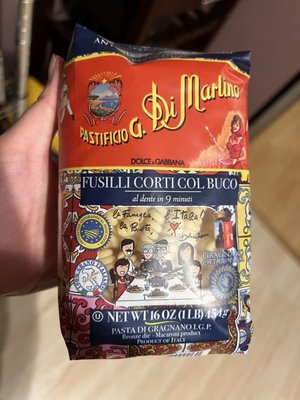 PASTIFICIO G. Di Martino
DOLCE & GABBANA
FUSILLI CORTI COL BUCO
al dente in 9 minuti
la famiglia,
la pasta,
l'Italia!
NET WT 16 OZ (1 LB) 454g
PASTA DI GRAGNANO I.G.P.
Bronze die - Macaroni product
PRODUCT OF ITALY